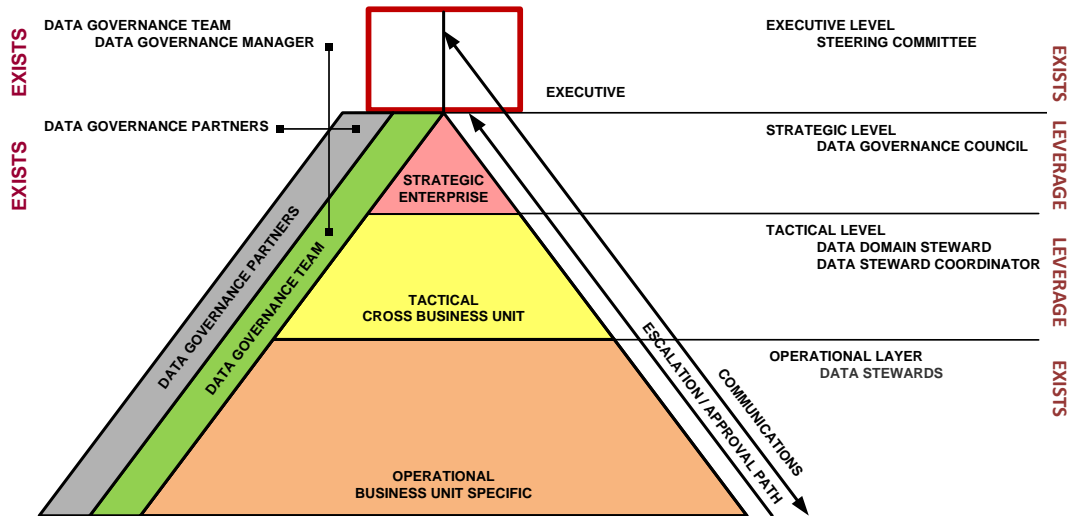 EXISTS
DATA GOVERNANCE TEAM
DATA GOVERNANCE MANAGER
EXECUTIVE LEVEL
STEERING COMMITTEE
EXISTS
EXECUTIVE
EXISTS
DATA GOVERNANCE PARTNERS
STRATEGIC LEVEL
DATA GOVERNANCE COUNCIL
LEVERAGE
STRATEGIC
ENTERPRISE
DATA GOVERNANCE PARTNERS
DATA GOVERNANCE TEAM
TACTICAL LEVEL
DATA DOMAIN STEWARD
DATA STEWARD COORDINATOR
LEVERAGE
TACTICAL
CROSS BUSINESS UNIT
ESCALATION / APPROVAL PATH
COMMUNICATIONS
OPERATIONAL LAYER
DATA STEWARDS
EXISTS
OPERATIONAL
BUSINESS UNIT SPECIFIC